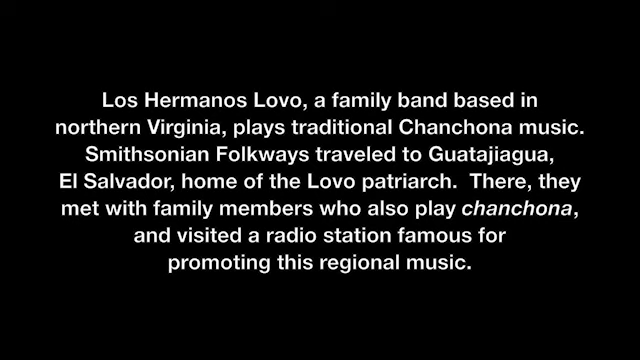 Los Hermanos Lovo, a family band based in
northern Virginia, plays traditional Chanchona music.
Smithsonian Folkways traveled to Guatajiagua,
El Salvador, home of the Lovo patriarch.  There, they
met with family members who also play chanchona,
and visited a radio station famous for
promoting this regional music.